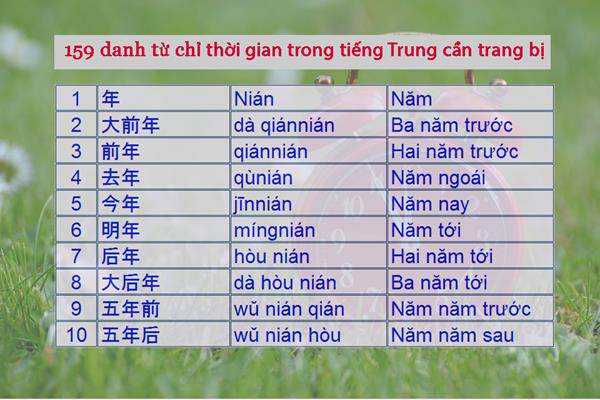 159 danh từ chỉ thời gian trong tiếng Trung cần trang bị
1 年 Nián Năm
2 大前年 dà qiánnián Ba năm trước
3 前年 qiánnián Hai năm trước
4 去年 qùnián Năm ngoái
5 今年 jīnnián Năm nay
6 明年 míngnián Năm tới
7 后年 hòu nián Hai năm tới
8 大后年 dà hòu nián Ba năm tới
9 五年前 wǔ nián qián Năm năm trước
10 五年后 wǔ nián hòu Năm năm sau